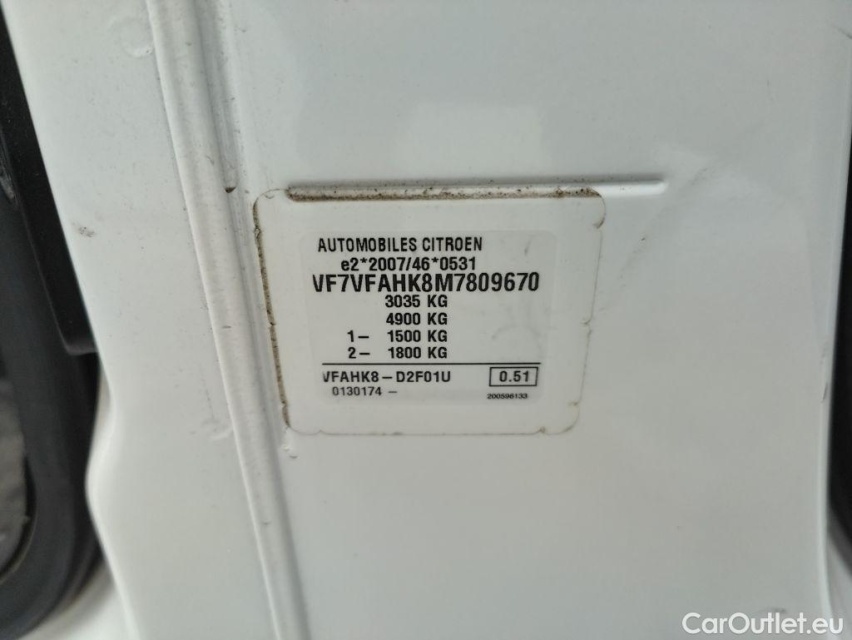 AUTOMOBILES CITROEN
e2*2007/46*0531
VF7VFAHK8M7809670
3035 KG
4900 KG
1– 1500 KG
2– 1800 KG
VFAHK8–D2F01U 0.51
0130174 – 200596133
CarOutlet.eu